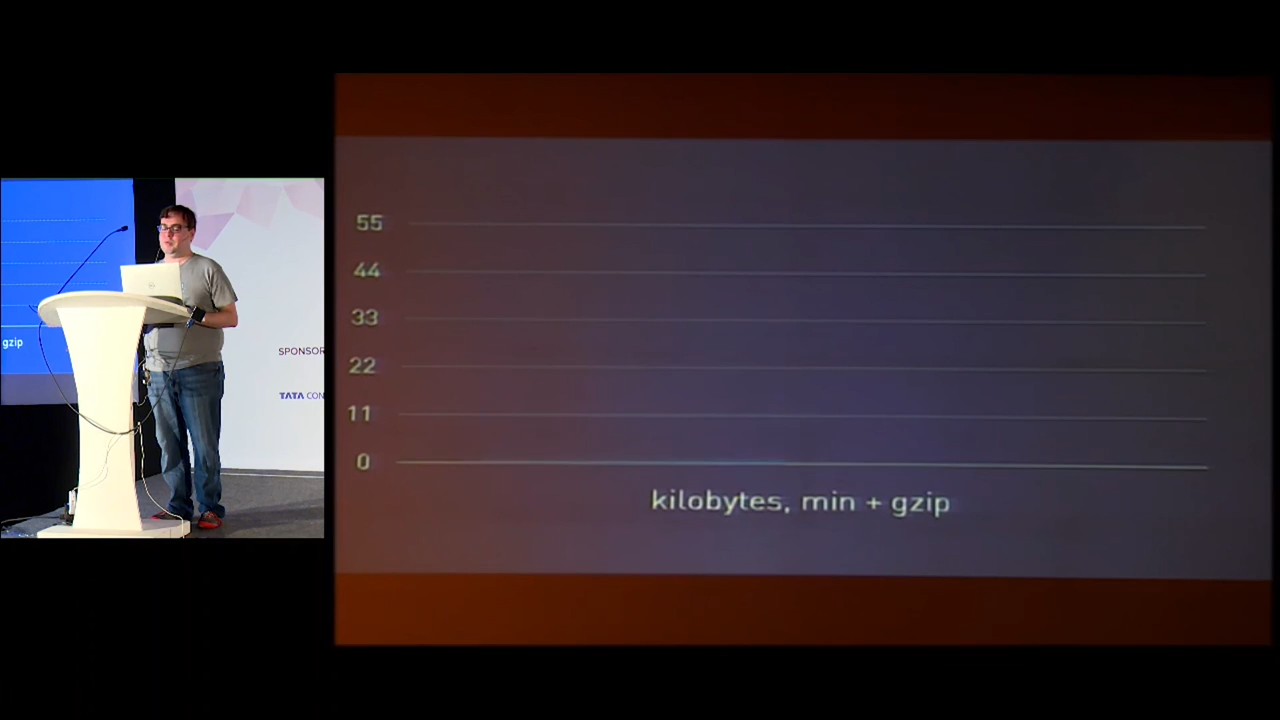 55
44
33
22
11
0
kilobytes, min + gzip
gzip
SPONSOR
TATA CON